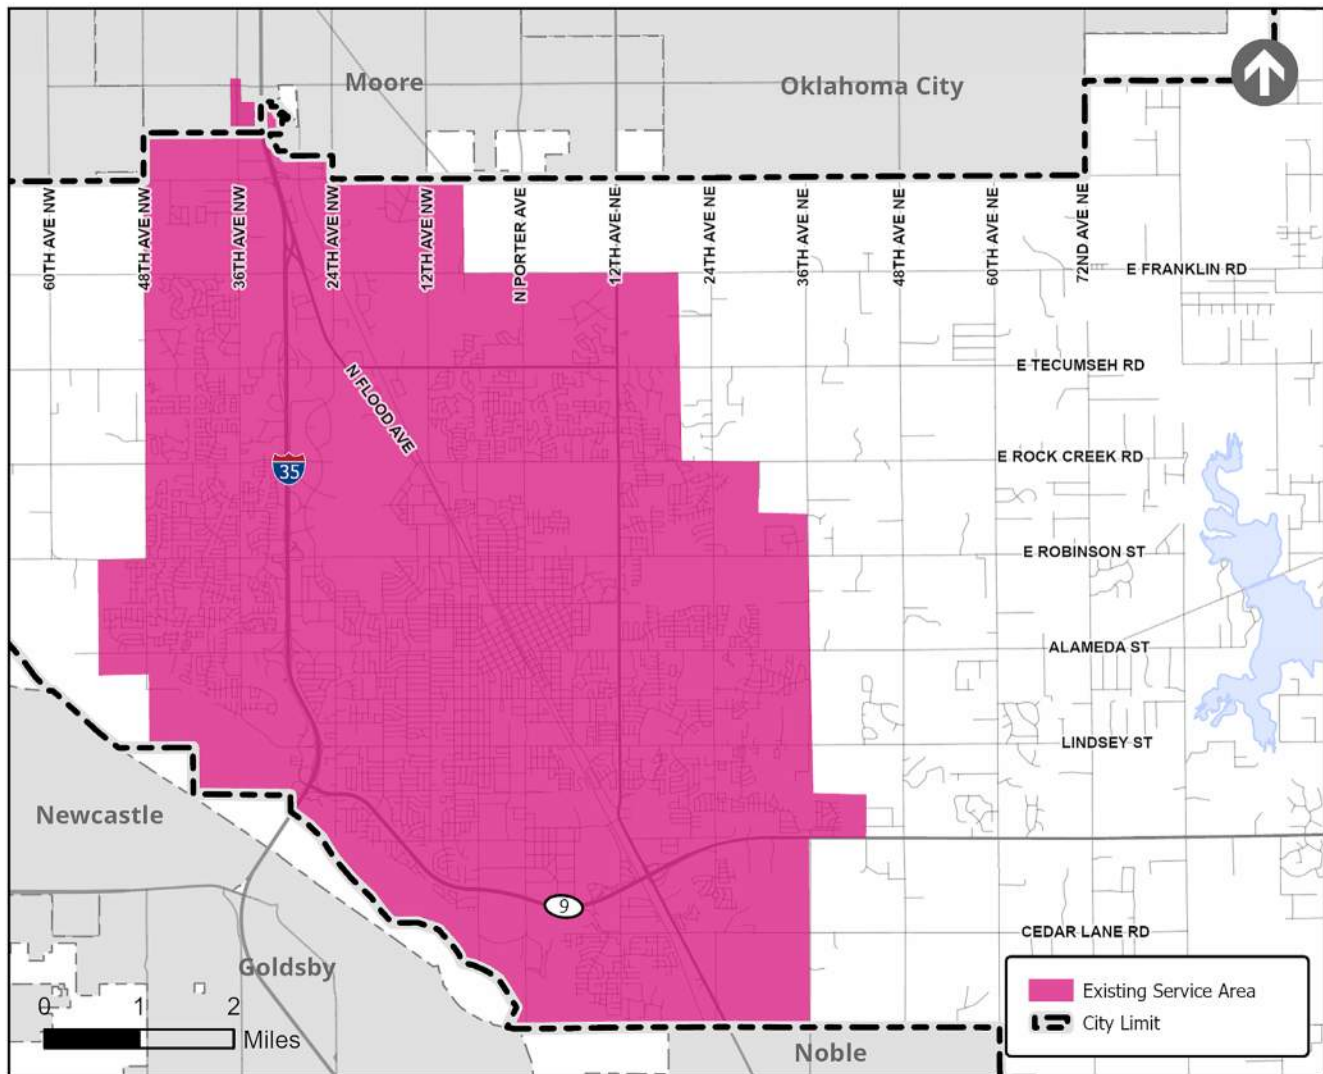 Moore
Oklahoma City
60TH AVE NW
48TH AVE NW
36TH AVE NW
24TH AVE NW
12TH AVE NW
N PORTER AVE
12TH AVE NE
24TH AVE NE
36TH AVE NE
48TH AVE NE
60TH AVE NE
72ND AVE NE
E FRANKLIN RD
E TECUMSEH RD
N FLOOD AVE
E ROCK CREEK RD
35
E ROBINSON ST
ALAMEDA ST
LINDSEY ST
Newcastle
9
CEDAR LANE RD
Goldsby
0 1 2
Miles
Noble
Existing Service Area
City Limit